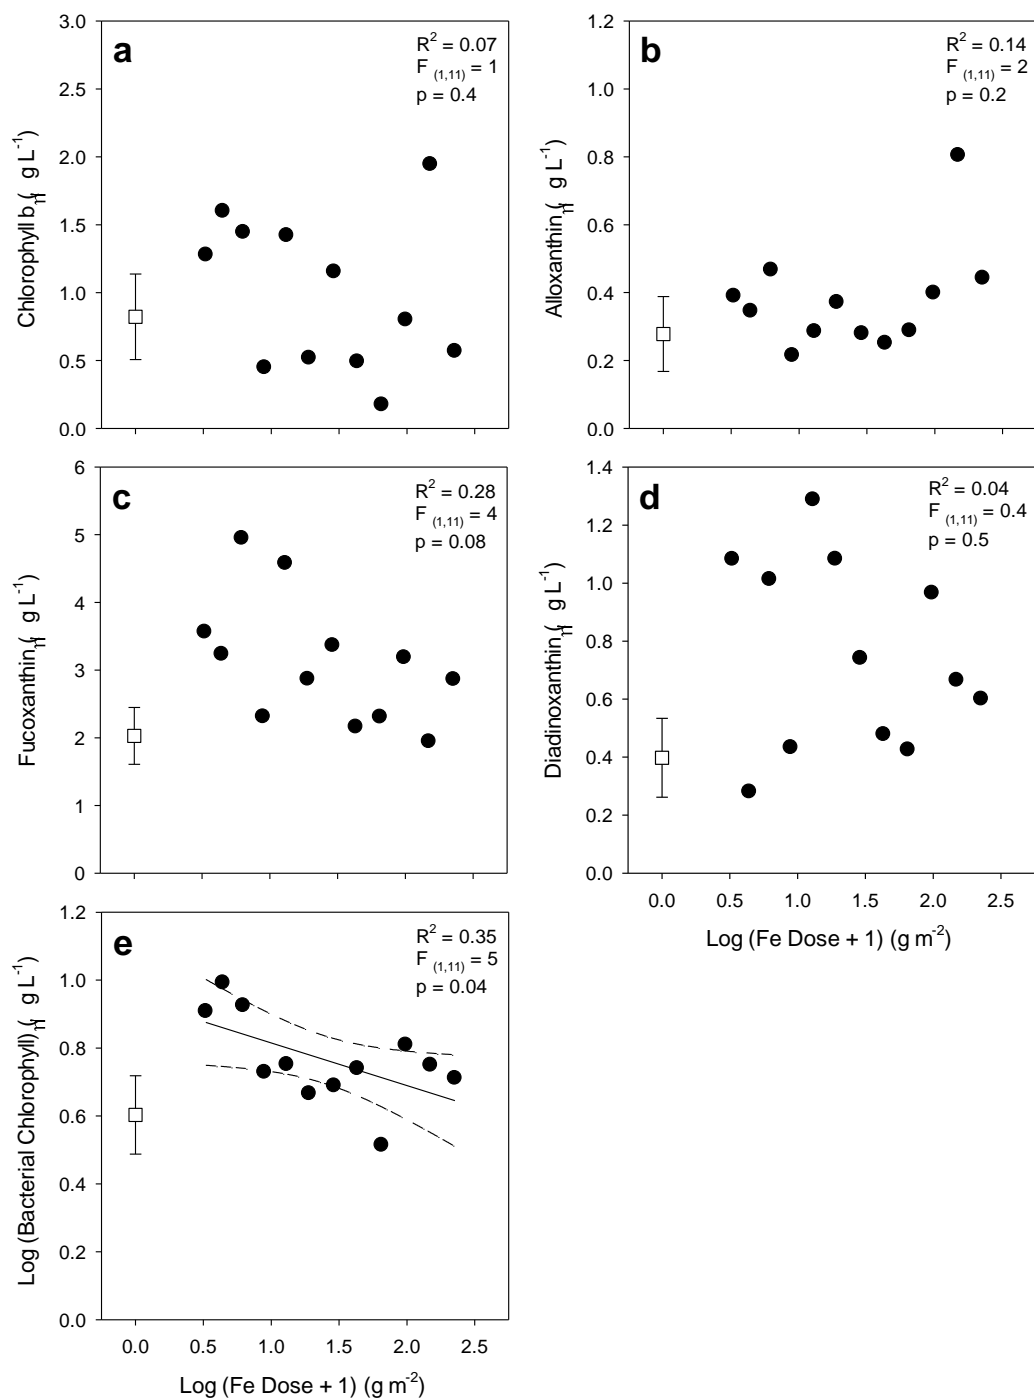 a
R² = 0.07
F (1,11) = 1
p = 0.4
Chlorophyll b ( g L⁻¹)
3.0
2.5
2.0
1.5
1.0
0.5
0.0
b
R² = 0.14
F (1,11) = 2
p = 0.2
Alloxanthin ( g L⁻¹)
1.2
1.0
0.8
0.6
0.4
0.2
0.0
c
R² = 0.28
F (1,11) = 4
p = 0.08
Fucoxanthin ( g L⁻¹)
6
5
4
3
2
1
0
d
R² = 0.04
F (1,11) = 0.4
p = 0.5
Diadinoxanthin ( g L⁻¹)
1.4
1.2
1.0
0.8
0.6
0.4
0.2
0.0
0.0 0.5 1.0 1.5 2.0 2.5
Log (Fe Dose + 1) (g m⁻²)
e
R² = 0.35
F (1,11) = 5
p = 0.04
Log (Bacterial Chlorophyll) ( g L⁻¹)
1.2
1.0
0.8
0.6
0.4
0.2
0.0
0.0 0.5 1.0 1.5 2.0 2.5
Log (Fe Dose + 1) (g m⁻²)